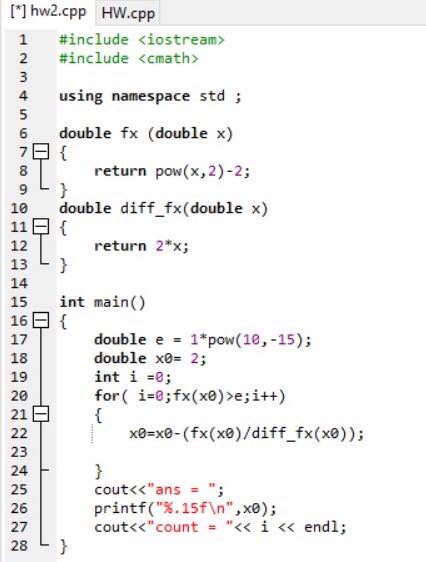 [*] hw2.cpp HW.cpp
1 #include <iostream>
2 #include <cmath>
3
4 using namespace std ;
5
6 double fx (double x)
7 {
8 return pow(x,2)-2;
9 }
10 double diff_fx(double x)
11 {
12 return 2*x;
13 }
14
15 int main()
16 {
17 double e = 1*pow(10,-15);
18 double x0= 2;
19 int i =0;
20 for( i=0;fx(x0)>e;i++)
21 {
22 x0=x0-(fx(x0)/diff_fx(x0));
23
24 }
25 cout<<"ans = ";
26 printf("%.15f\n",x0);
27 cout<<"count = "<< i << endl;
28 }